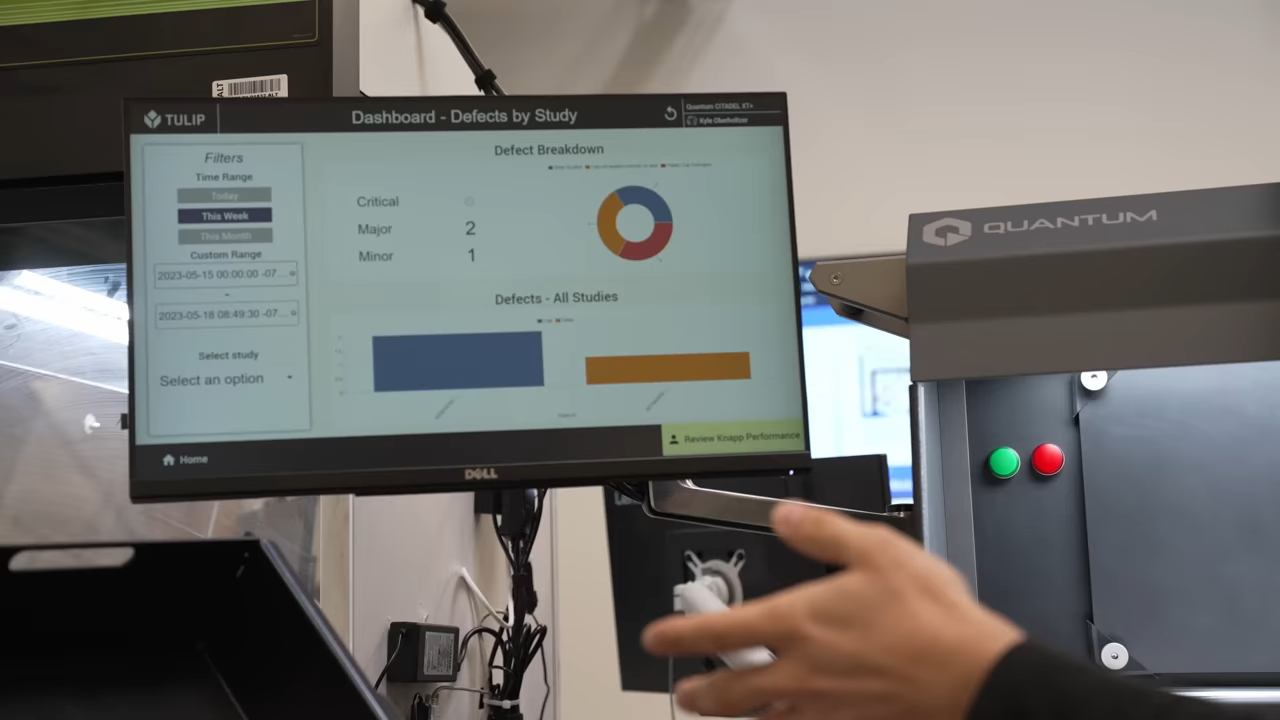 TULIP
Dashboard - Defects by Study
Quantum CITADEL XT+
Kyle Oberholtzer
Filters
Time Range
Today
This Week
This Month
Custom Range
2023-05-15 00:00:00 -07...
-
2023-05-18 08:49:30 -07...
Select study
Select an option
Defect Breakdown
Critical
Major 2
Minor 1
Defects - All Studies
Home
Review Knapp Performance
DELL
QUANTUM